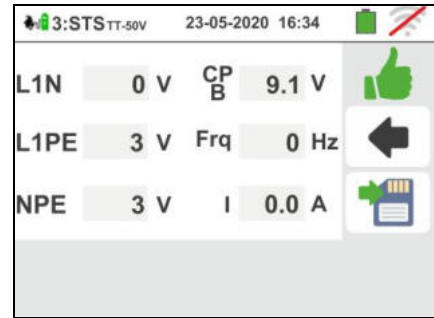 3:STS TT-50V 23-05-2020 16:34
L1N 0 V CP B 9.1 V
L1PE 3 V Frq 0 Hz
NPE 3 V I 0.0 A